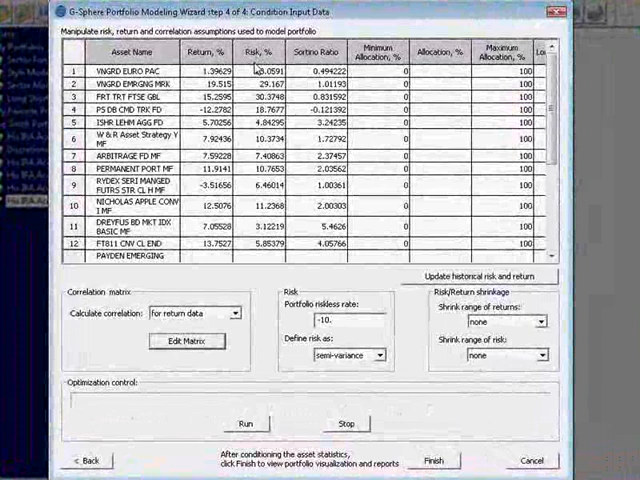 G-Sphere Portfolio Modeling Wizard step 4 of 4: Condition Input Data
Manipulate risk, return and correlation assumptions used to model portfolio
Asset Name Return, % Risk, % Sortino Ratio Minimum Allocation, % Allocation, % Maximum Allocation, %
1 VNGRD EURO PAC 1.39629 0.494222 0 100
2 VNGRD EMRGNG MRK 19.515 29.167 1.01193 0 100
3 FRT TRT FTSE GBL 15.2595 30.3748 0.831592 0 100
4 PS DB CMD TRK FD -12.2782 18.7677 -0.121392 0 100
5 ISHR LEHM AGG FD 5.70256 4.84295 3.24235 0 100
6 W & R Asset Strategy Y MF 7.92436 10.3734 1.72792 0 100
7 ARBITRAGE FD MF 7.59228 7.40863 2.37457 0 100
8 PERMANENT PORT MF 11.9141 10.7653 2.03562 0 100
9 RYDEX SERI MANGED FUTRS STR CL H MF -3.51656 6.46014 1.00361 0 100
10 NICHOLAS APPLE CONV I MF 12.5076 11.2368 2.00303 0 100
11 DREYFUS BD MKT IDX BASIC MF 7.05528 3.12219 5.4626 0 100
12 FT811 CNV CL END 13.7527 5.85379 4.05766 0 100
PAYDEN EMERGING
Update historical risk and return
Correlation matrix
Calculate correlation: for return data
Edit Matrix
Risk
Portfolio riskless rate:
-10.
Define risk as:
semi-variance
Risk/Return shrinkage
Shrink range of returns:
none
Shrink range of risk:
none
Optimization control:
Run Stop
< Back
After conditioning the asset statistics,
click Finish to view portfolio visualization and reports
Finish Cancel